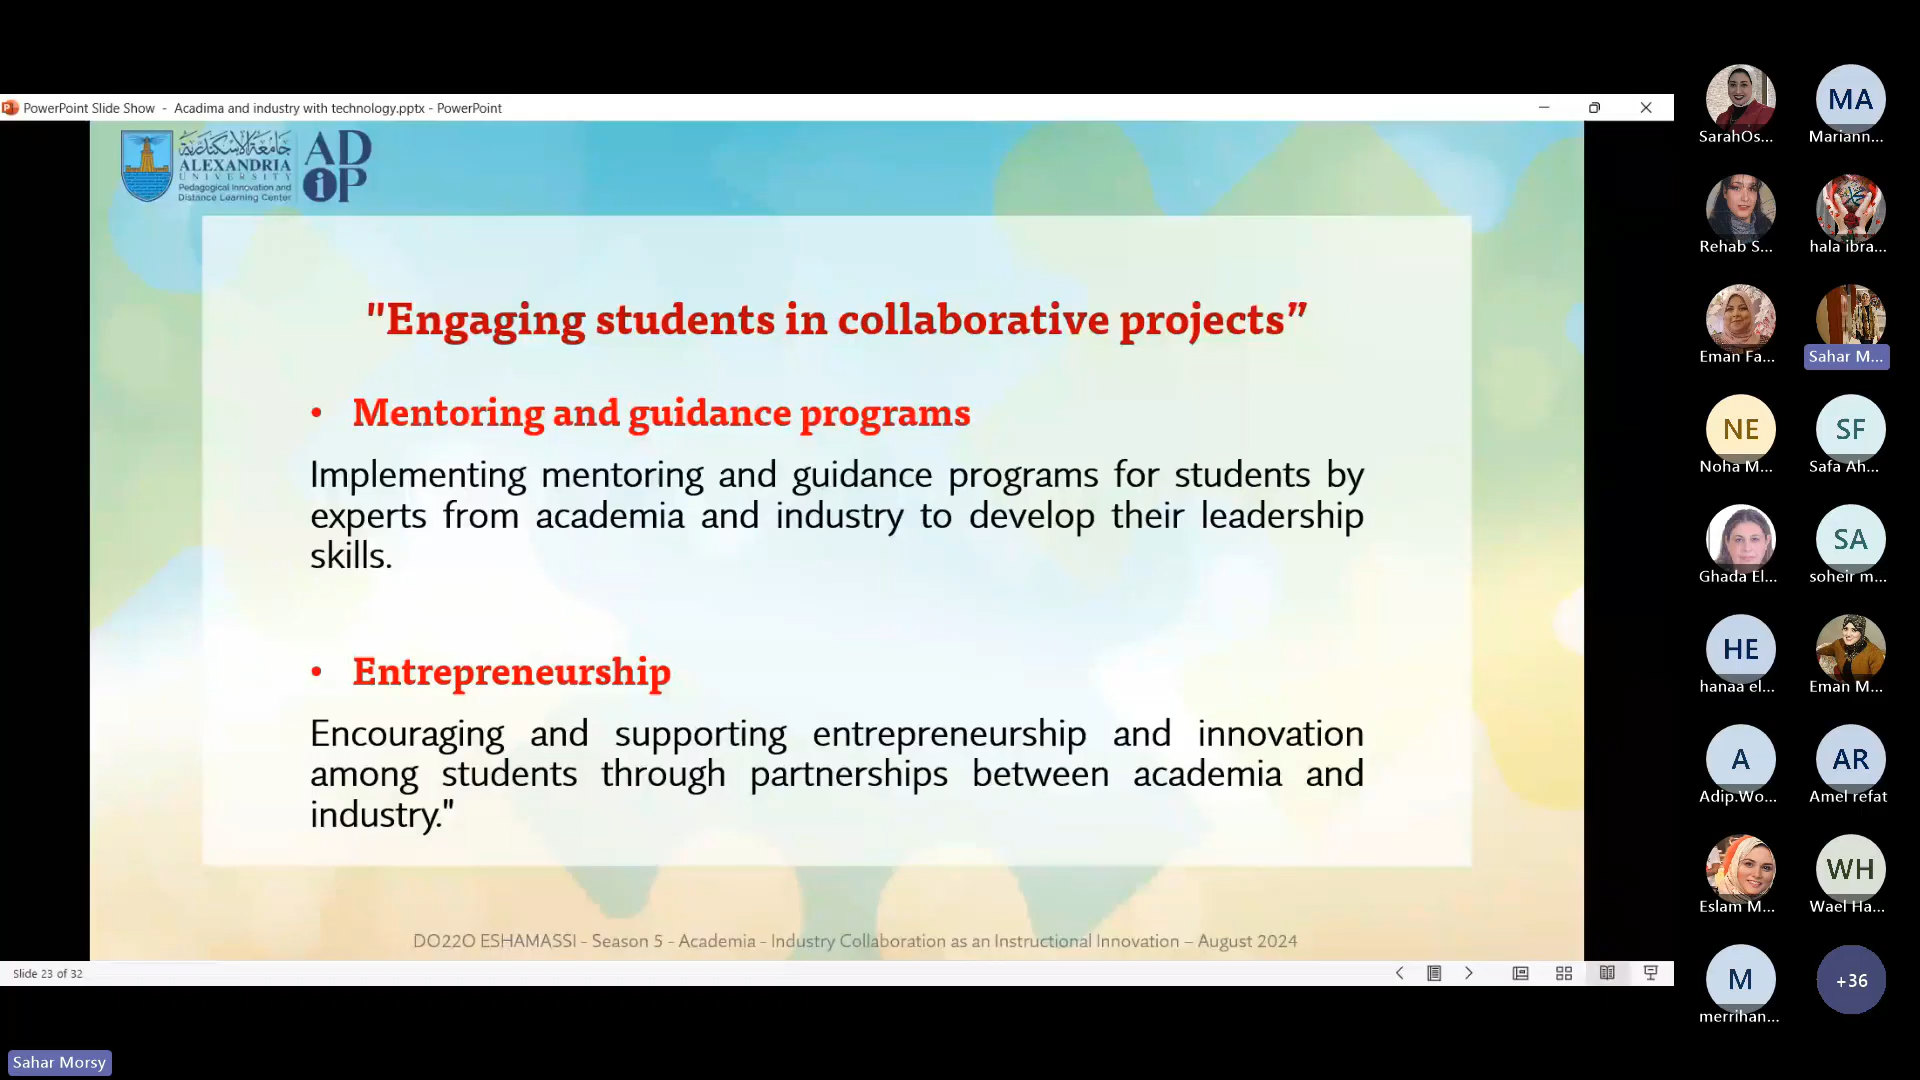 PowerPoint Slide Show - Acadima and industry with technology.pptx - PowerPoint
جامعة الإسكندرية
ALEXANDRIA
UNIVERSITY
Pedagogical Innovation and
Distance Learning Center
AD
iOP
"Engaging students in collaborative projects”
• Mentoring and guidance programs
Implementing mentoring and guidance programs for students by
experts from academia and industry to develop their leadership
skills.
• Entrepreneurship
Encouraging and supporting entrepreneurship and innovation
among students through partnerships between academia and
industry."
DO22O ESHAMASSI - Season 5 - Academia - Industry Collaboration as an Instructional Innovation – August 2024
Slide 23 of 32
Sahar Morsy
SarahOs...
MA
Mariann...
Rehab S...
hala ibra...
Eman Fa...
Sahar M...
NE
Noha M...
SF
Safa Ah...
Ghada El...
SA
soheir m...
HE
hanaa el...
Eman M...
A
Adip.Wo...
AR
Amel refat
Eslam M...
WH
Wael Ha...
M
merrihan...
+36